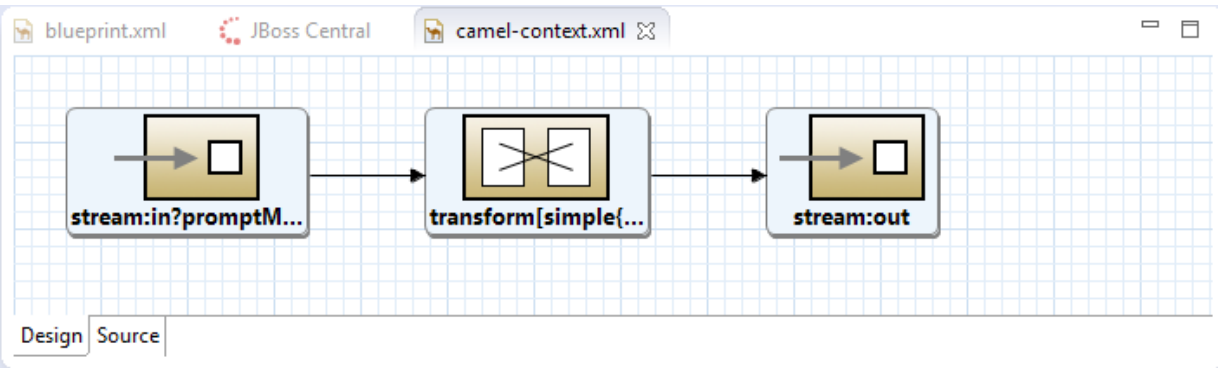 blueprint.xml JBoss Central camel-context.xml
stream:in?promptM... transform[simple{... stream:out
Design Source